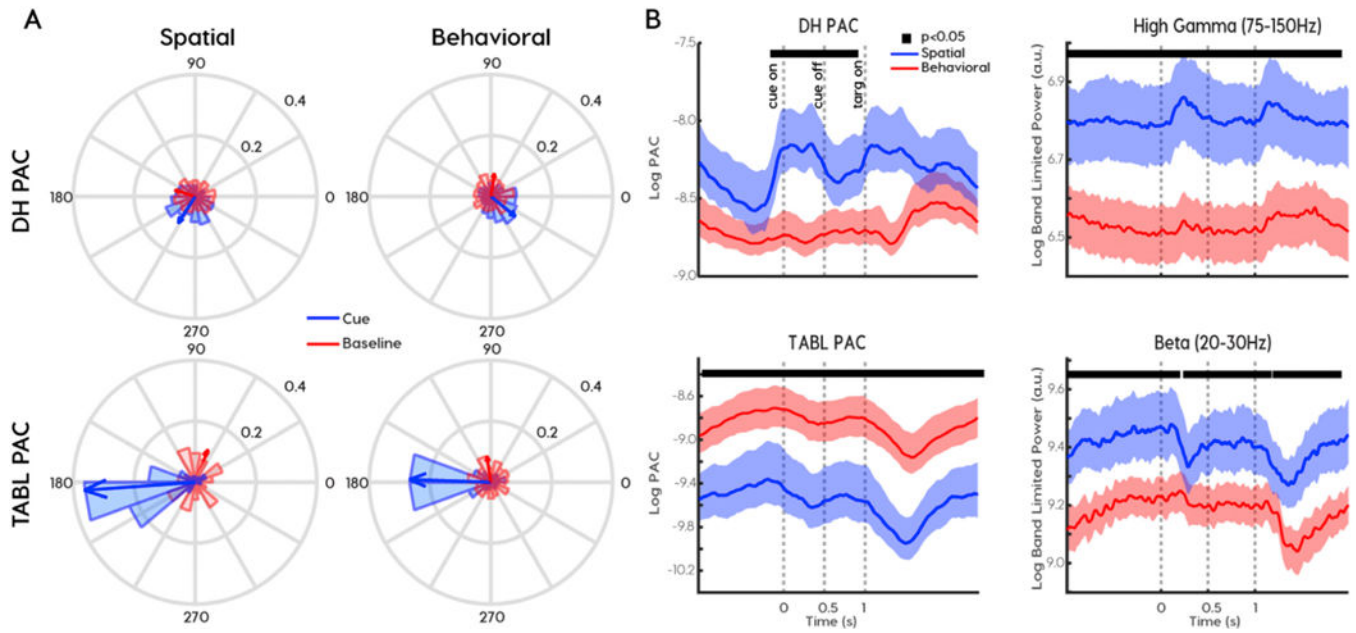 A
Spatial
Behavioral
90
90
0.4
0.4
0.2
0.2
DH PAC
180
0
180
0
270
270
Cue
Baseline
90
90
0.4
0.4
0.2
0.2
TABL PAC
180
0
180
0
270
270
B
DH PAC
p<0.05
Spatial
Behavioral
-7.5
-8.0
-8.5
-9.0
Log PAC
cue on
cue off
targ on
High Gamma (75-150Hz)
Log Band Limited Power (a.u.)
6.9
6.7
6.5
TABL PAC
Log PAC
-8.6
-9.0
-9.4
-9.8
-10.2
0
0.5
1
Time (s)
Beta (20-30Hz)
Log Band Limited Power (a.u.)
9.6
9.4
9.2
9.0
0
0.5
1
Time (s)